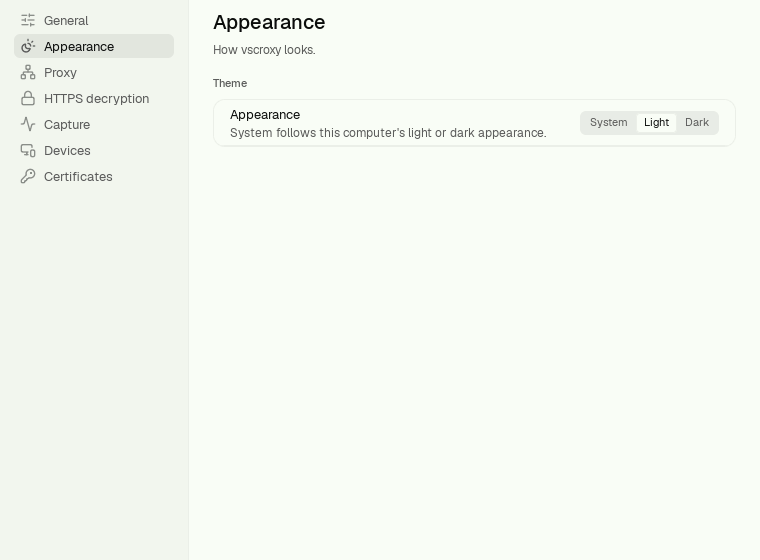 General
Appearance
Proxy
HTTPS decryption
Capture
Devices
Certificates
Appearance
How vscroxy looks.
Theme
Appearance
System follows this computer's light or dark appearance.
System Light Dark